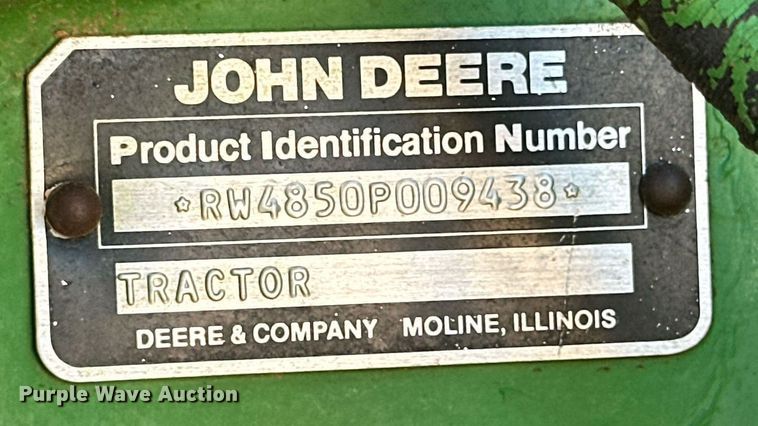 JOHN DEERE
Product Identification Number
*RW4850P009438*
TRACTOR
DEERE & COMPANY MOLINE, ILLINOIS
Purple Wave Auction